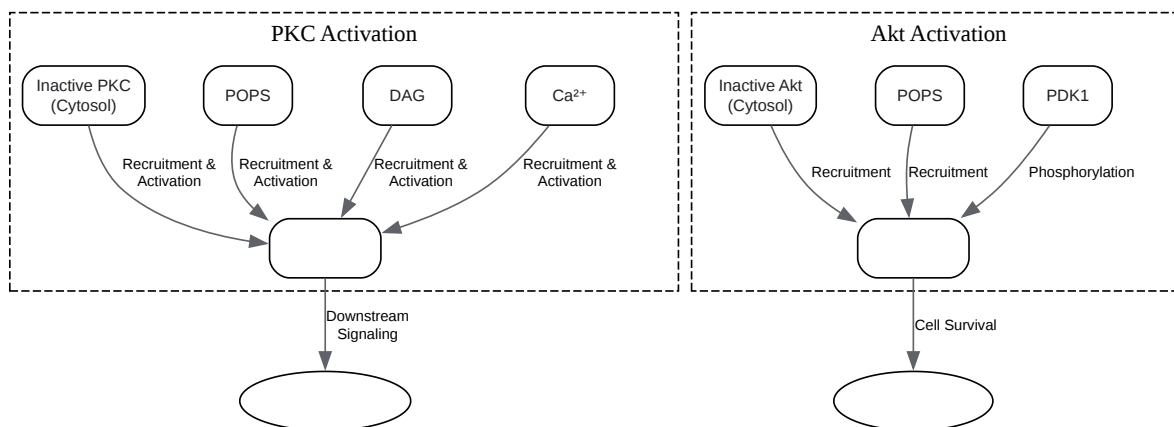 PKC Activation
Inactive PKC
(Cytosol)
POPS
DAG
Ca²⁺
Recruitment &
Activation
Recruitment &
Activation
Recruitment &
Activation
Recruitment &
Activation
Downstream
Signaling
Akt Activation
Inactive Akt
(Cytosol)
POPS
PDK1
Recruitment
Recruitment
Phosphorylation
Cell Survival